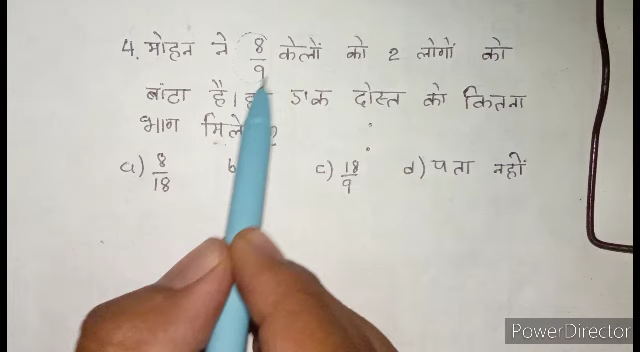 4. मोहन ने 8/9 केलों को 2 लोगों को
बांटा है। एक दोस्त को कितना
भाग मिले
a) 8/18 b c) 18/9 d) पता नहीं
PowerDirector